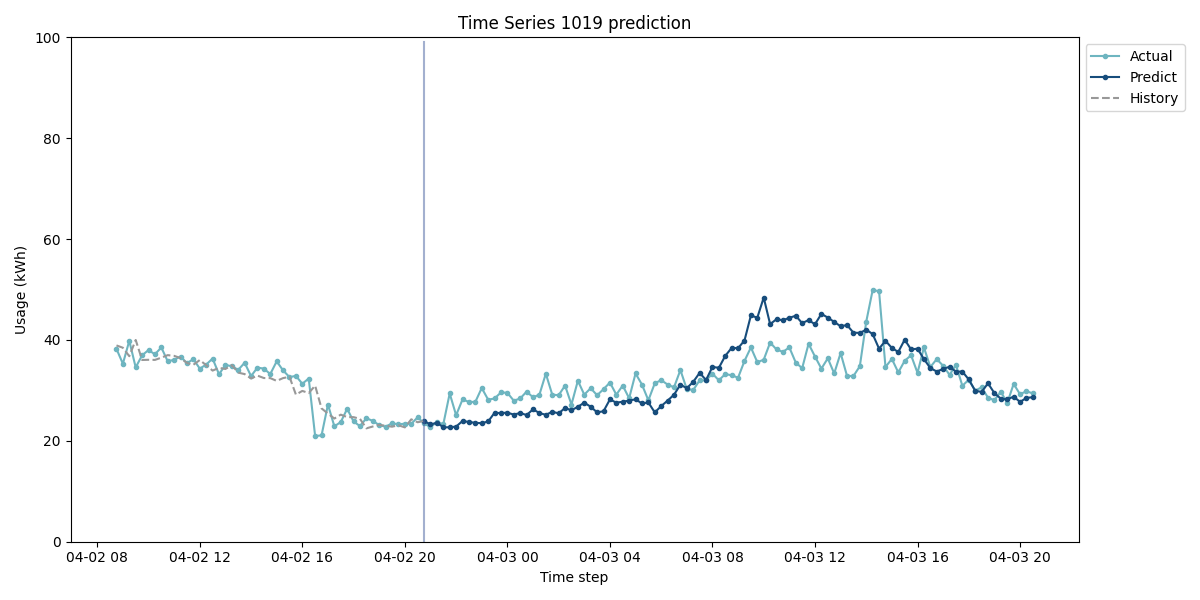 Time Series 1019 prediction
Usage (kWh)
100
80
60
40
20
0
04-02 08
04-02 12
04-02 16
04-02 20
04-03 00
04-03 04
04-03 08
04-03 12
04-03 16
04-03 20
Time step
Actual
Predict
History